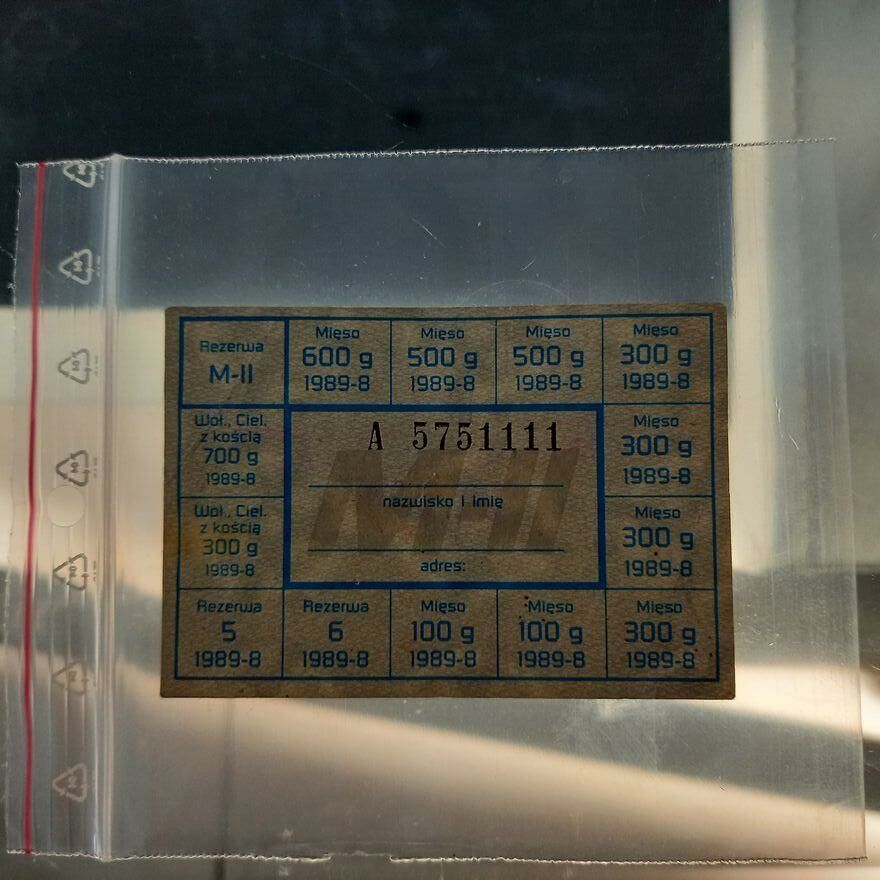 Rezerwa
M-II
Mięso
600 g
1989-8
Mięso
500 g
1989-8
Mięso
500 g
1989-8
Mięso
300 g
1989-8
Woł., Ciel.
z kością
700 g
1989-8
A 5751111
M-II
nazwisko i imię
adres:
Mięso
300 g
1989-8
Woł., Ciel.
z kością
300 g
1989-8
Mięso
300 g
1989-8
Rezerwa
5
1989-8
Rezerwa
6
1989-8
Mięso
100 g
1989-8
Mięso
100 g
1989-8
Mięso
300 g
1989-8